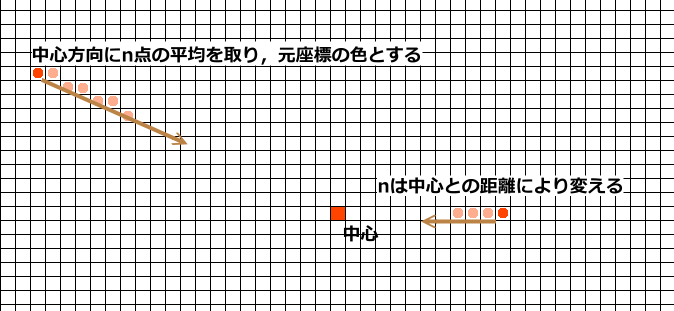 中心方向にn点の平均を取り，元座標の色とする
nは中心との距離により変える
中心